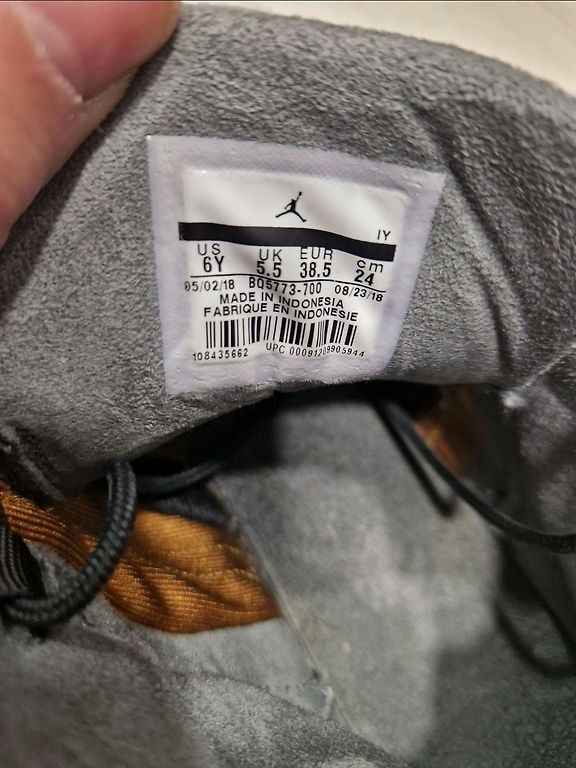 IY
US UK EUR cm
6Y 5.5 38.5 24
05/02/18 BQ5773-700 08/23/18
MADE IN INDONESIA
FABRIQUE EN INDONESIE
108435662 UPC 00091209905944